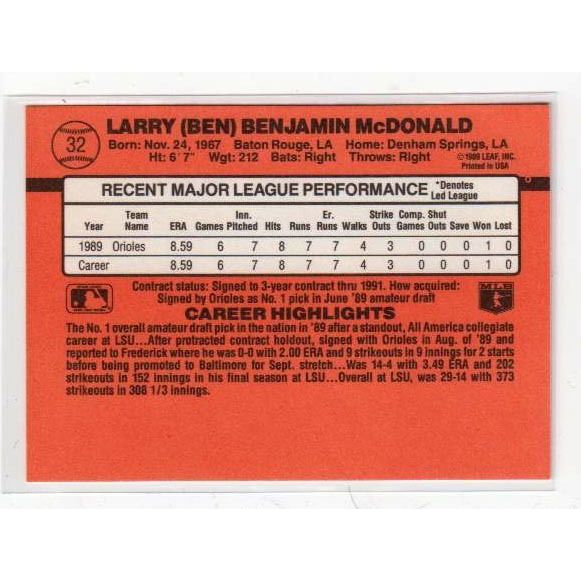 32
LARRY (BEN) BENJAMIN McDONALD
Born: Nov. 24, 1967 Baton Rouge, LA Home: Denham Springs, LA
Ht: 6'7" Wgt: 212 Bats: Right Throws: Right
© 1989 LEAF, INC.
Printed in USA
RECENT MAJOR LEAGUE PERFORMANCE *Denotes Led League
Year Team Name ERA Games Inn. Pitched Hits Runs Er. Runs Walks Strike Outs Comp. Games Shut Outs Save Won Lost
1989 Orioles 8.59 6 7 8 7 7 4 3 0 0 0 1 0
Career 8.59 6 7 8 7 7 4 3 0 0 0 1 0
Contract status: Signed to 3-year contract thru 1991. How acquired:
Signed by Orioles as No. 1 pick in June '89 amateur draft
MLB
CAREER HIGHLIGHTS
The No. 1 overall amateur draft pick in the nation in '89 after a standout, All America collegiate
career at LSU...After protracted contract holdout, signed with Orioles in Aug. of '89 and
reported to Frederick where he was 0-0 with 2.00 ERA and 9 strikeouts in 9 innings for 2 starts
before being promoted to Baltimore for Sept. stretch...Was 14-4 with 3.49 ERA and 202
strikeouts in 152 innings in his final season at LSU...Overall at LSU, was 29-14 with 373
strikeouts in 308 1/3 innings.